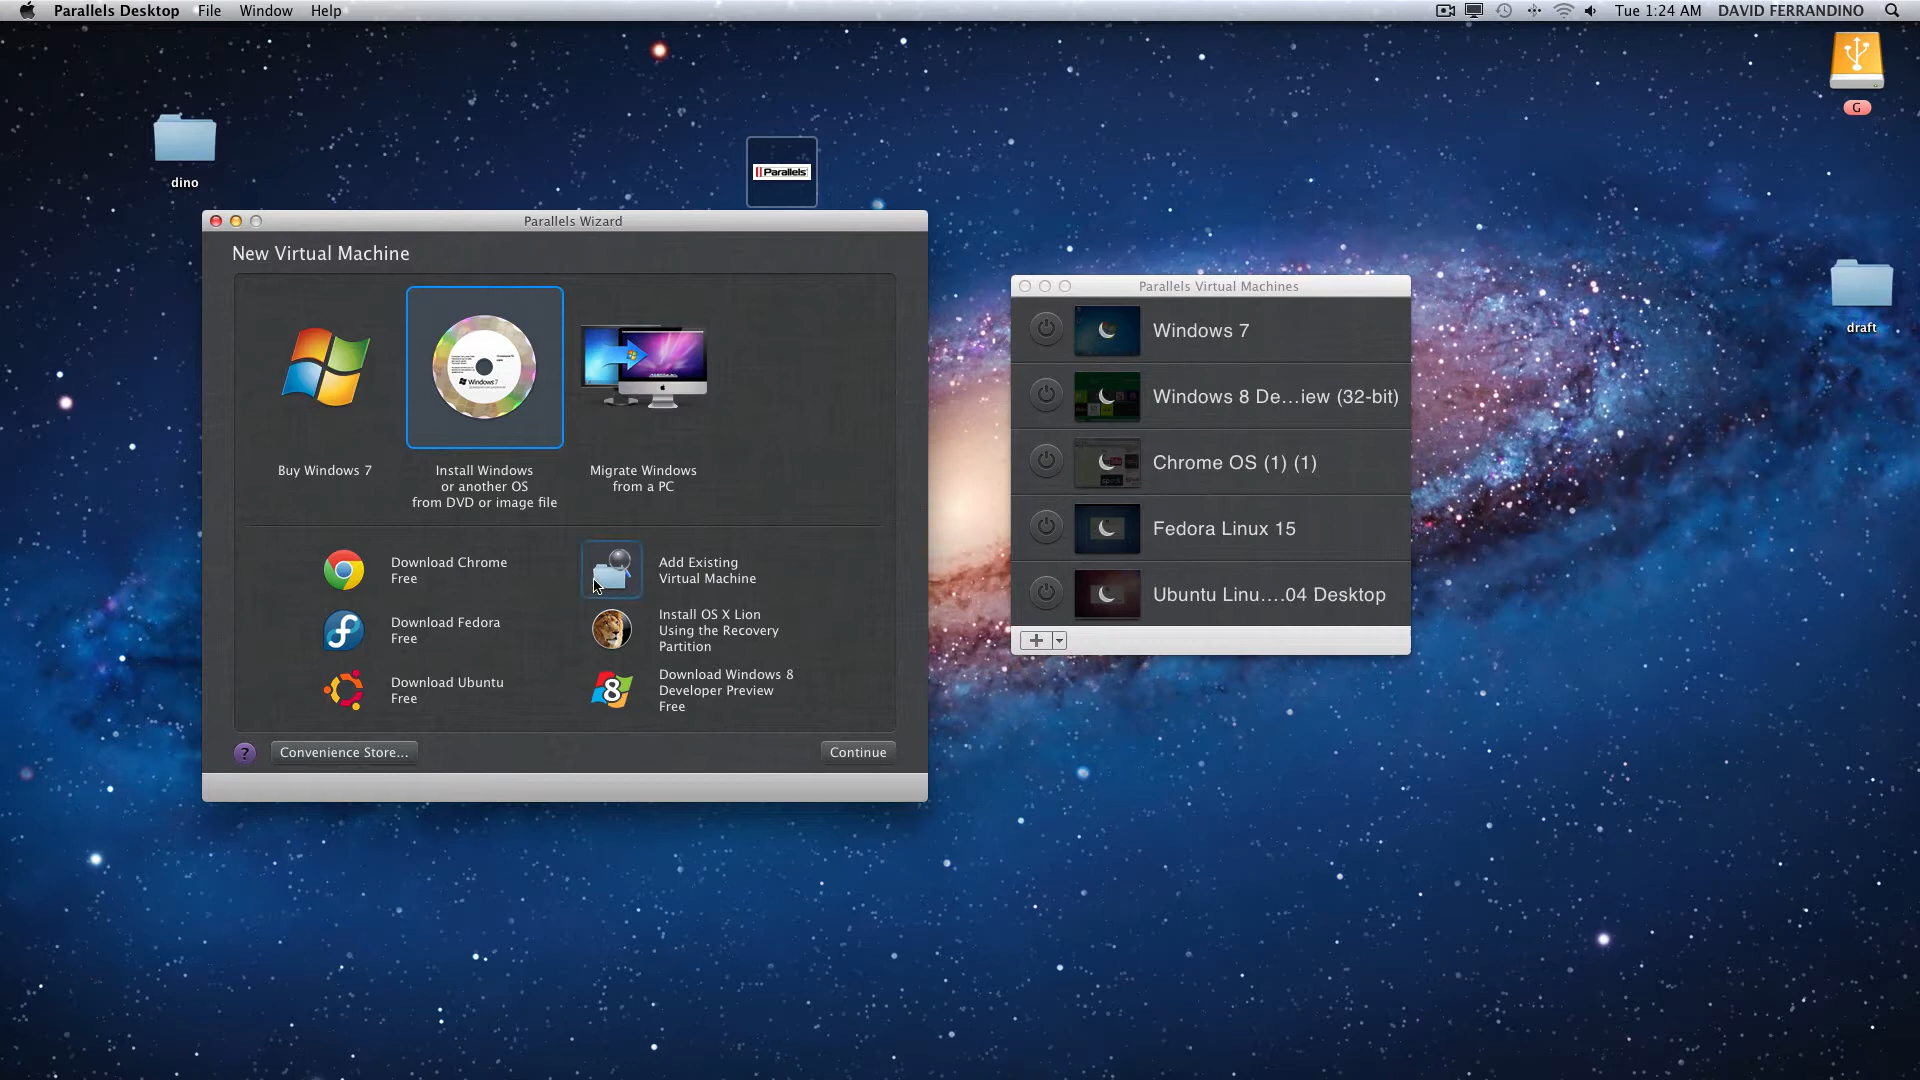 Parallels Desktop File Window Help
Tue 1:24 AM DAVID FERRANDINO
G
dino
Parallels
draft
Parallels Wizard
New Virtual Machine
Windows 7
Buy Windows 7
Install Windows
or another OS
from DVD or image file
Migrate Windows
from a PC
Download Chrome
Free
Add Existing
Virtual Machine
Download Fedora
Free
Install OS X Lion
Using the Recovery
Partition
Download Ubuntu
Free
8
Download Windows 8
Developer Preview
Free
?
Convenience Store...
Continue
Parallels Virtual Machines
Windows 7
Windows 8 De...iew (32-bit)
Chrome OS (1) (1)
Fedora Linux 15
Ubuntu Linu....04 Desktop